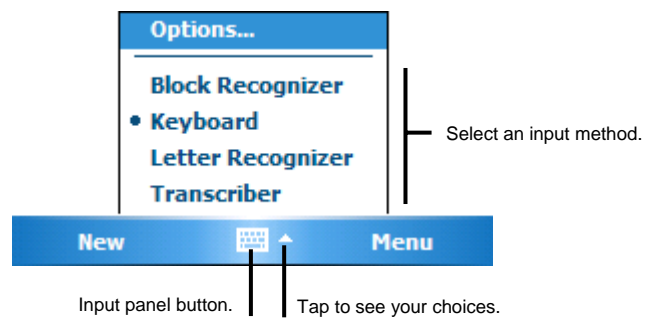 Options...
Block Recognizer
Keyboard
Letter Recognizer
Transcriber
Select an input method.
New Menu
Input panel button. Tap to see your choices.